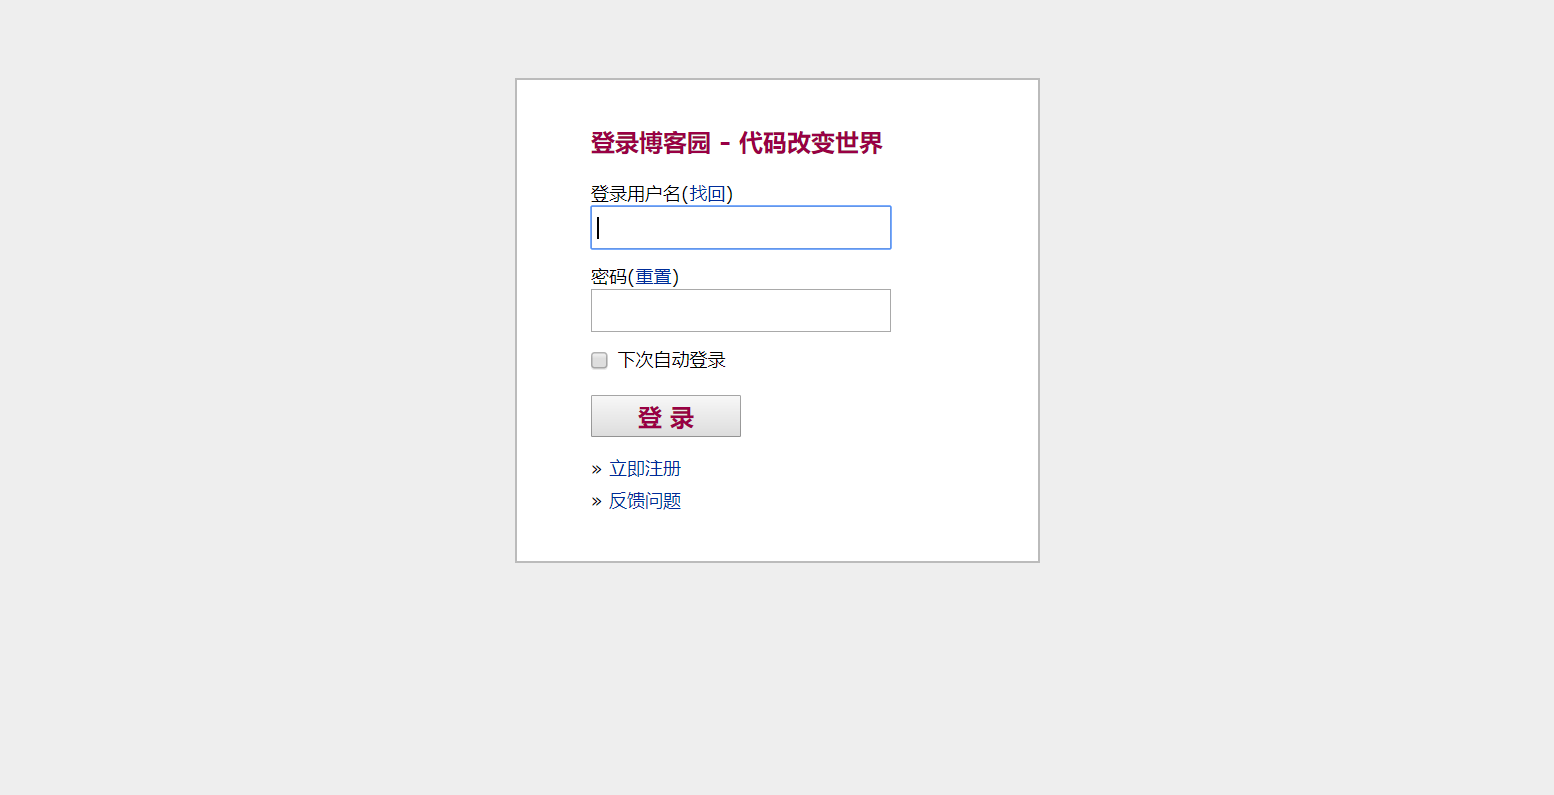 登录博客园 - 代码改变世界
登录用户名(找回)
密码(重置)
下次自动登录
登 录
» 立即注册
» 反馈问题